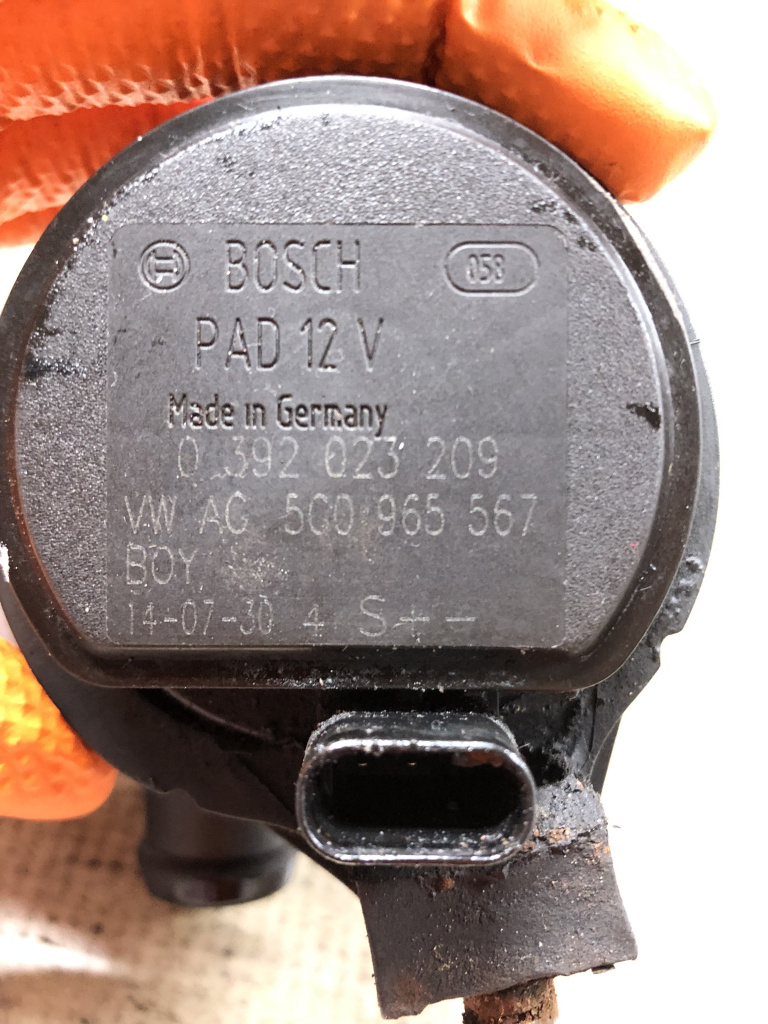 BOSCH 058
PAD 12 V
Made in Germany
0 392 023 209
VW AG 5C0 965 567
BOY
14-07-30 4 S+-